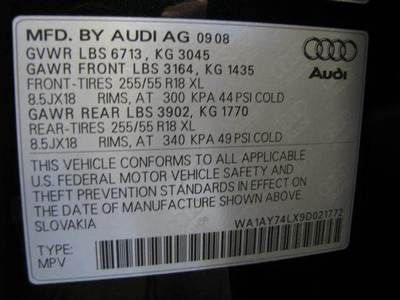 MFD. BY AUDI AG 09 08
GVWR LBS 6713 , KG 3045
GAWR FRONT LBS 3164, KG 1435
FRONT-TIRES 255/55 R18 XL
8.5JX18 RIMS, AT 300 KPA 44 PSI COLD
GAWR REAR LBS 3902, KG 1770
REAR-TIRES 255/55 R18 XL
8.5JX18 RIMS, AT 340 KPA 49 PSI COLD
Audi
THIS VEHICLE CONFORMS TO ALL APPLICABLE
U.S. FEDERAL MOTOR VEHICLE SAFETY AND
THEFT PREVENTION STANDARDS IN EFFECT ON
THE DATE OF MANUFACTURE SHOWN ABOVE.
SLOVAKIA
WA1AY74LX9D021772
TYPE:
MPV